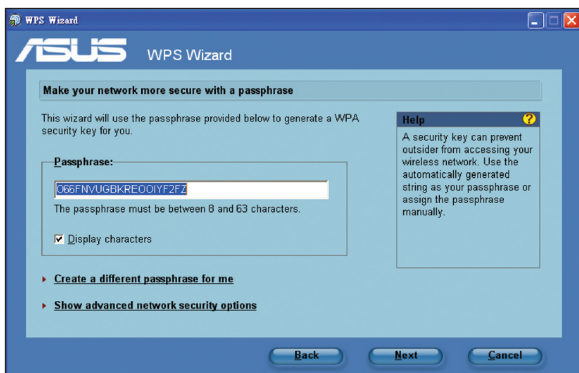 WPS Wizard
ASUS WPS Wizard
Make your network more secure with a passphrase
This wizard will use the passphrase provided below to generate a WPA
security key for you.
Passphrase:
O66FNVUGBKREOOIYF2FZ
The passphrase must be between 8 and 63 characters.
Display characters
Create a different passphrase for me
Show advanced network security options
Help
A security key can prevent
outsider from accessing your
wireless network. Use the
automatically generated
string as your passphrase or
assign the passphrase
manually.
Back Next Cancel